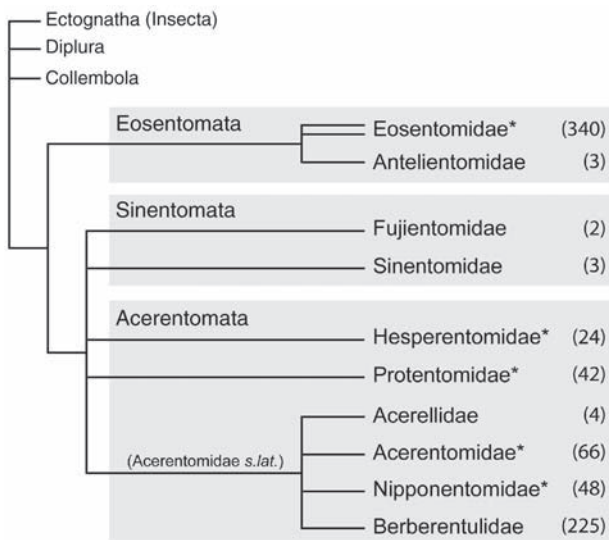 Ectognatha (Insecta)
Diplura
Collembola
Eosentomata
Eosentomidae* (340)
Antelientomidae (3)
Sinentomata
Fujientomidae (2)
Sinentomidae (3)
Acerentomata
Hesperentomidae* (24)
Protentomidae* (42)
Acerellidae (4)
(Acerentomidae s.lat.)
Acerentomidae* (66)
Nipponentomidae* (48)
Berberentulidae (225)